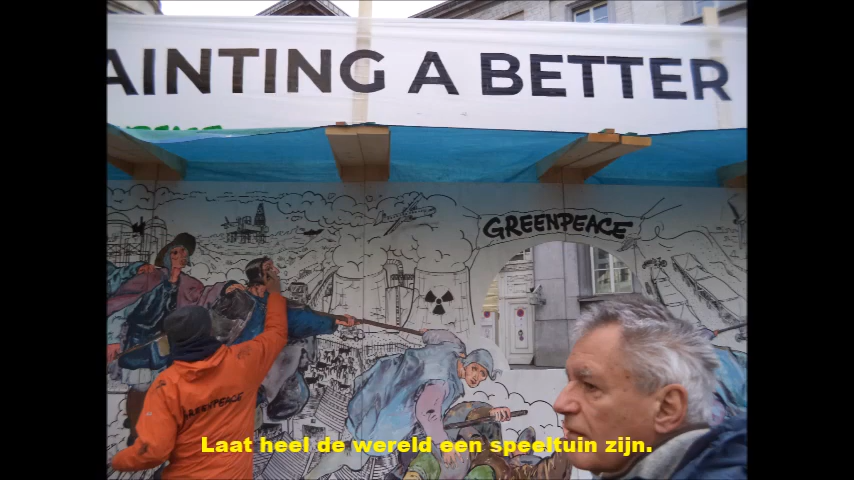 AINTING A BETTER
GREENPEACE
GREENPEACE
Laat heel de wereld een speeltuin zijn.